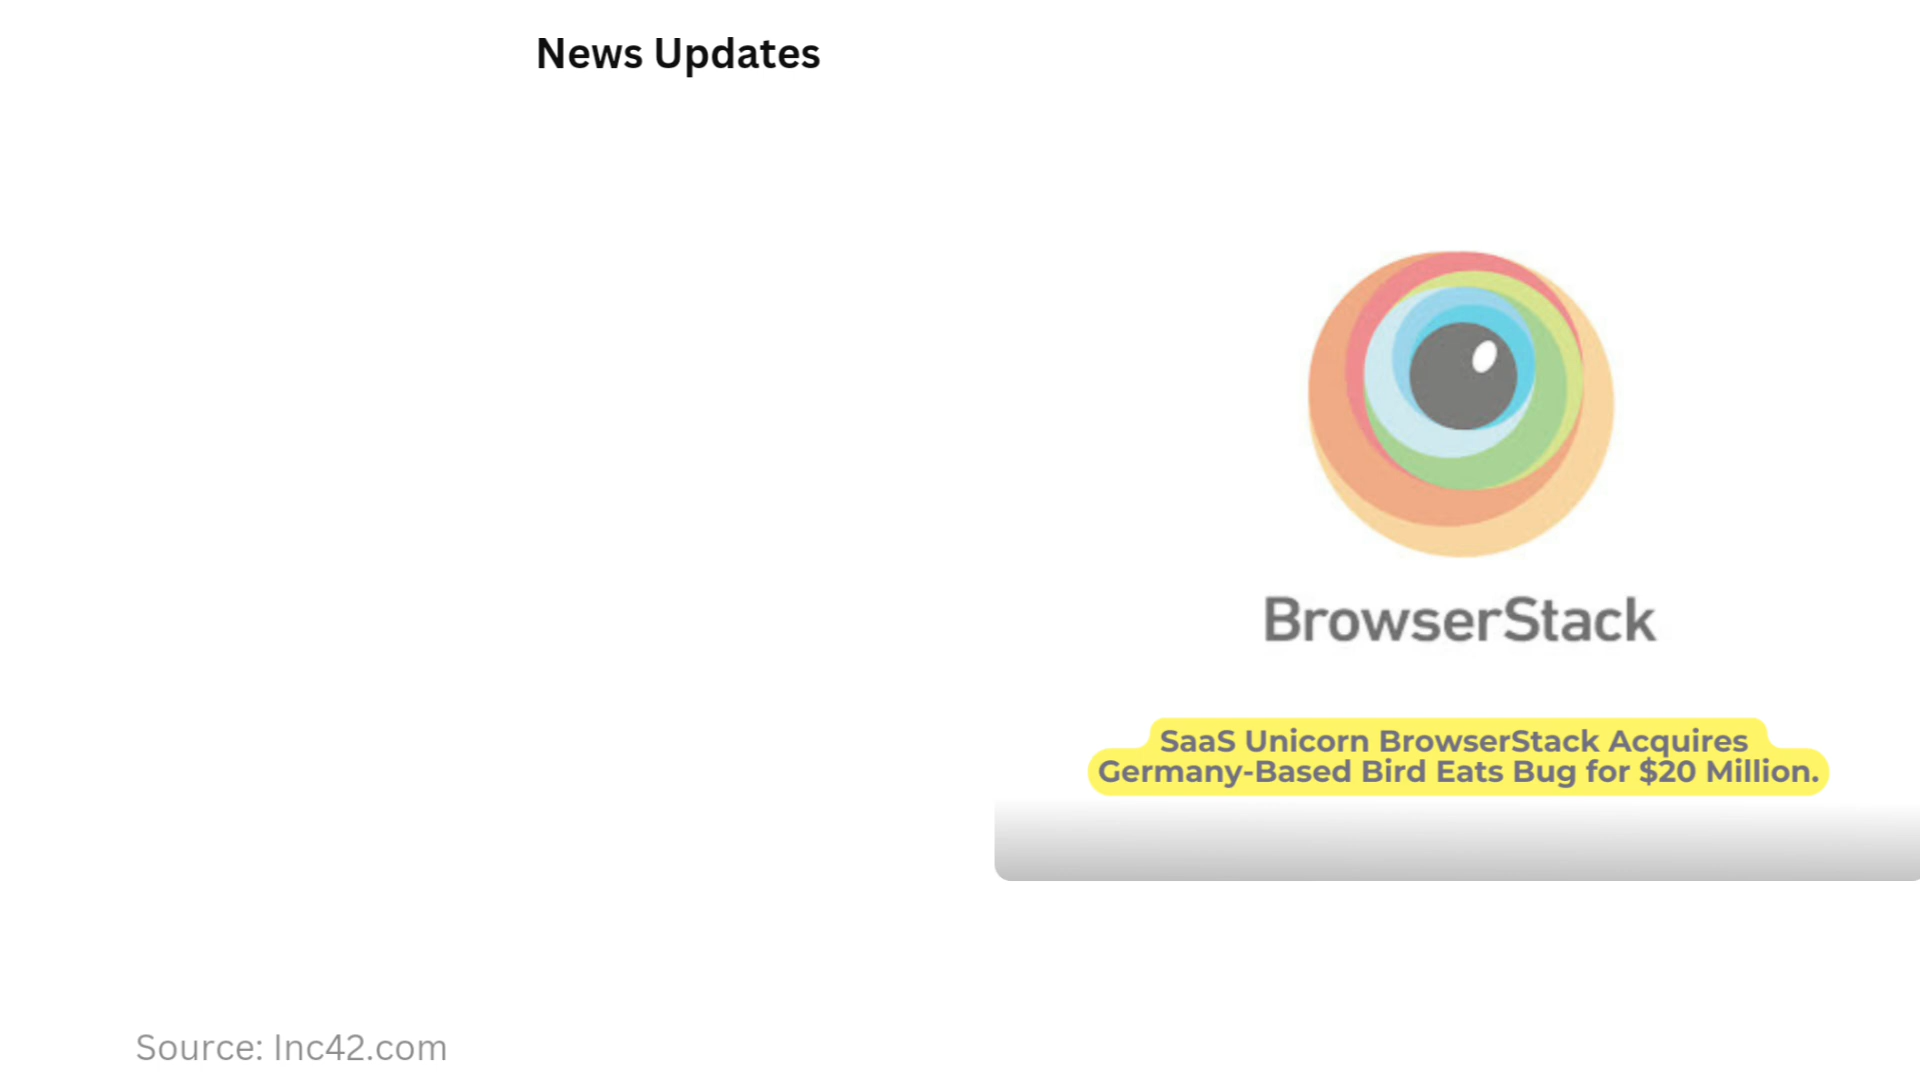 News Updates
BrowserStack
SaaS Unicorn BrowserStack Acquires
Germany-Based Bird Eats Bug for $20 Million.
Source: Inc42.com